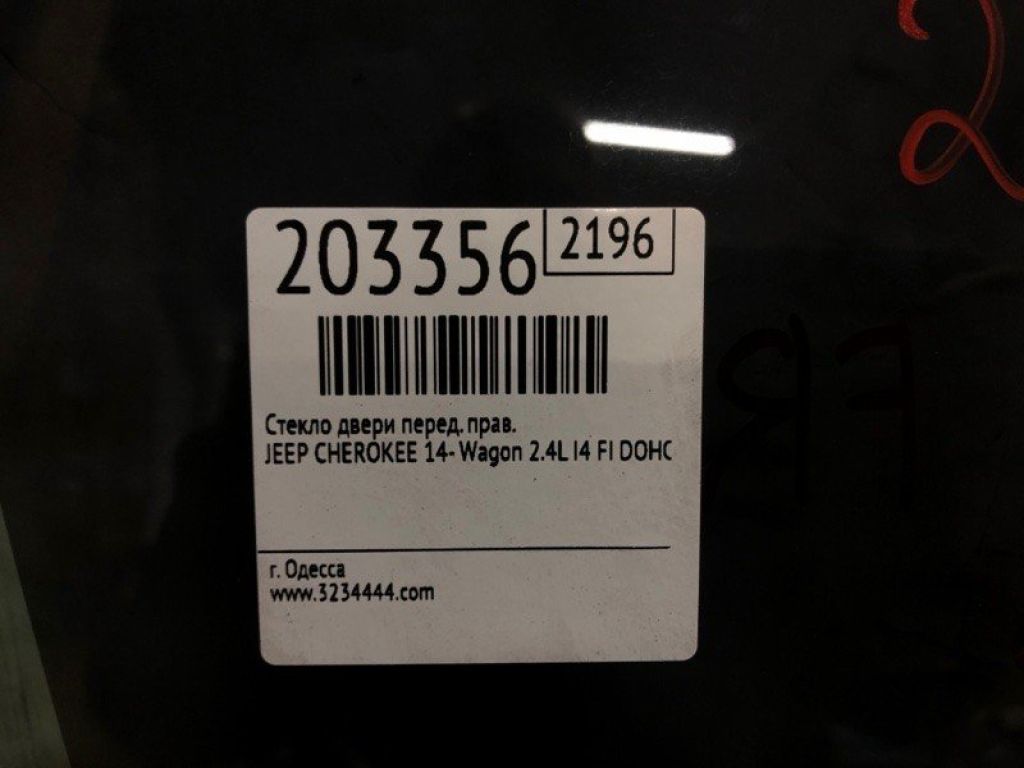 2
203356
2196
Стекло двери перед. прав.
JEEP CHEROKEE 14- Wagon 2.4L I4 FI DOHC
г. Одесса
www.3234444.com